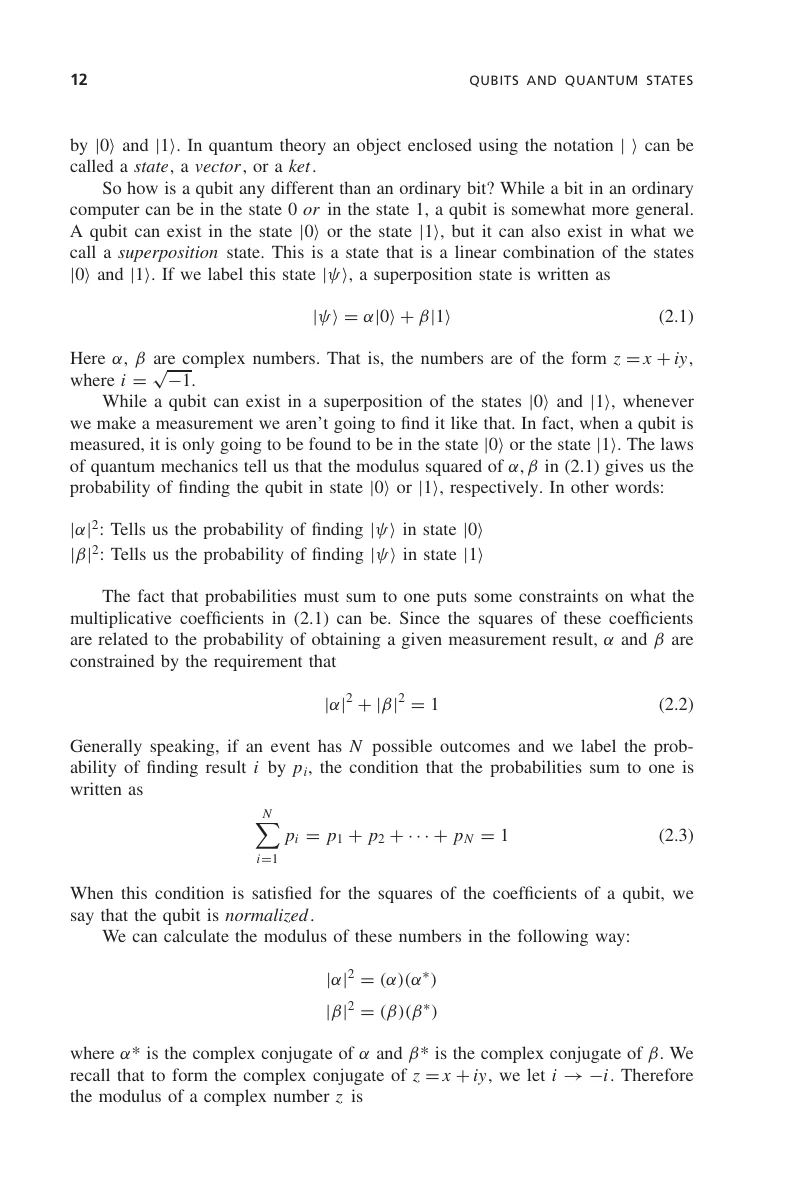 12 QUBITS AND QUANTUM STATES
by |0⟩ and |1⟩. In quantum theory an object enclosed using the notation | ⟩ can be
called a state, a vector, or a ket.
So how is a qubit any different than an ordinary bit? While a bit in an ordinary
computer can be in the state 0 or in the state 1, a qubit is somewhat more general.
A qubit can exist in the state |0⟩ or the state |1⟩, but it can also exist in what we
call a superposition state. This is a state that is a linear combination of the states
|0⟩ and |1⟩. If we label this state |ψ⟩, a superposition state is written as
|ψ⟩ = α|0⟩ + β|1⟩ (2.1)
Here α, β are complex numbers. That is, the numbers are of the form z = x + iy,
where i = √−1.
While a qubit can exist in a superposition of the states |0⟩ and |1⟩, whenever
we make a measurement we aren't going to find it like that. In fact, when a qubit is
measured, it is only going to be found to be in the state |0⟩ or the state |1⟩. The laws
of quantum mechanics tell us that the modulus squared of α, β in (2.1) gives us the
probability of finding the qubit in state |0⟩ or |1⟩, respectively. In other words:
|α|²: Tells us the probability of finding |ψ⟩ in state |0⟩
|β|²: Tells us the probability of finding |ψ⟩ in state |1⟩
The fact that probabilities must sum to one puts some constraints on what the
multiplicative coefficients in (2.1) can be. Since the squares of these coefficients
are related to the probability of obtaining a given measurement result, α and β are
constrained by the requirement that
|α|² + |β|² = 1 (2.2)
Generally speaking, if an event has N possible outcomes and we label the prob-
ability of finding result i by pᵢ, the condition that the probabilities sum to one is
written as
N
∑ pᵢ = p₁ + p₂ + ··· + p_N = 1 (2.3)
i=1
When this condition is satisfied for the squares of the coefficients of a qubit, we
say that the qubit is normalized.
We can calculate the modulus of these numbers in the following way:
|α|² = (α)(α*)
|β|² = (β)(β*)
where α* is the complex conjugate of α and β* is the complex conjugate of β. We
recall that to form the complex conjugate of z = x + iy, we let i → −i. Therefore
the modulus of a complex number z is